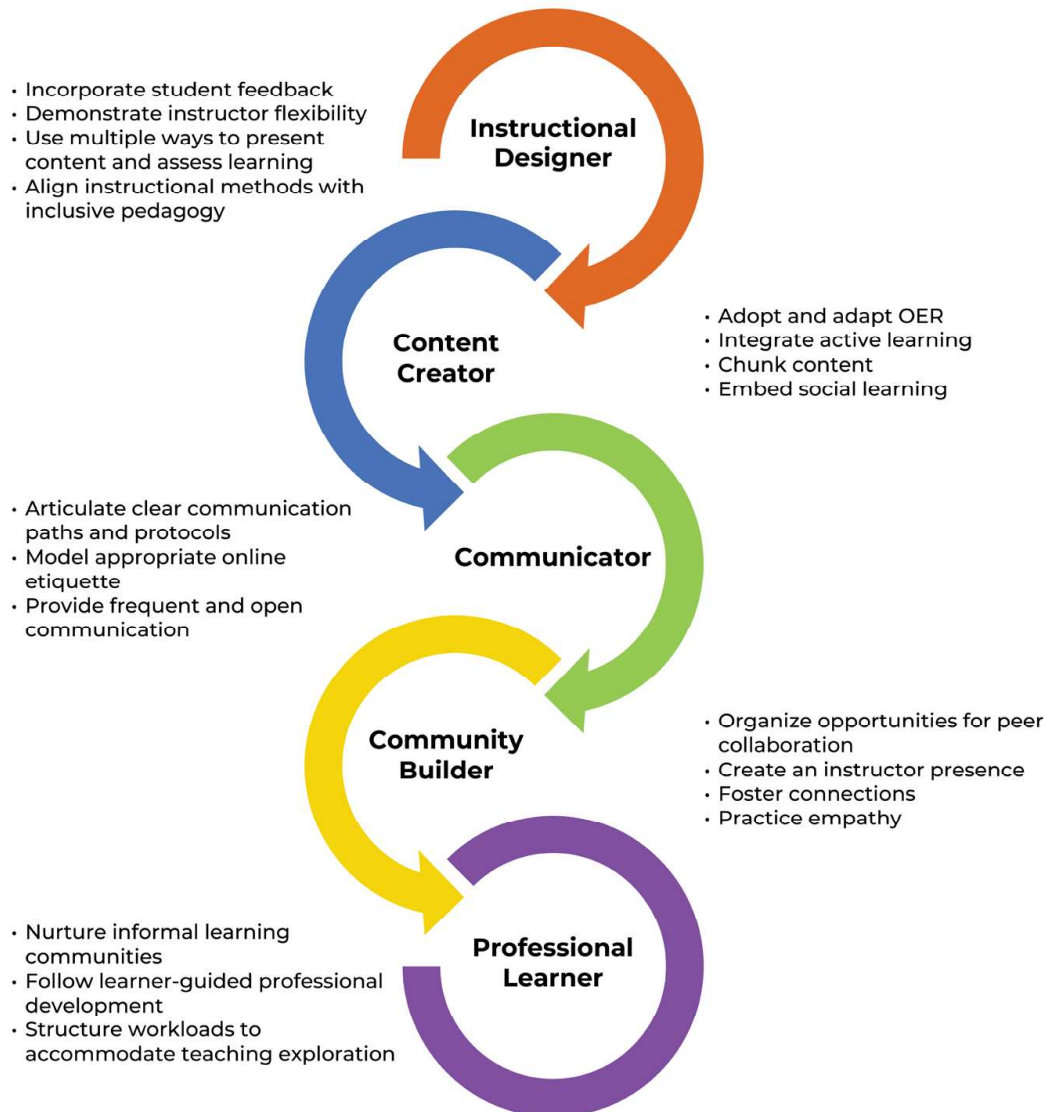 Instructional
Designer
• Incorporate student feedback
• Demonstrate instructor flexibility
• Use multiple ways to present
content and assess learning
• Align instructional methods with
inclusive pedagogy
Content
Creator
• Adopt and adapt OER
• Integrate active learning
• Chunk content
• Embed social learning
Communicator
• Articulate clear communication
paths and protocols
• Model appropriate online
etiquette
• Provide frequent and open
communication
Community
Builder
• Organize opportunities for peer
collaboration
• Create an instructor presence
• Foster connections
• Practice empathy
Professional
Learner
• Nurture informal learning
communities
• Follow learner-guided professional
development
• Structure workloads to
accommodate teaching exploration